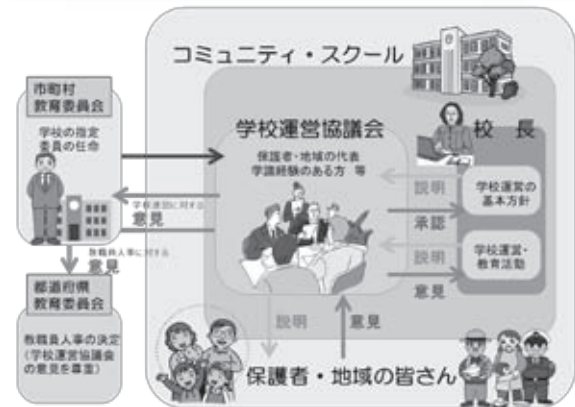 コミュニティ・スクール
市町村
教育委員会
学校の指定
委員の任命
学校運営協議会
保護者・地域の代表
学識経験のある方 等
校 長
説明
学校運営の
基本方針
承認
説明
学校運営・
教育活動
意見
学校運営に対する
意見
教職員人事に対する
意見
都道府県
教育委員会
教職員人事の決定
(学校運営協議会
の意見を尊重)
説明
意見
保護者・地域の皆さん